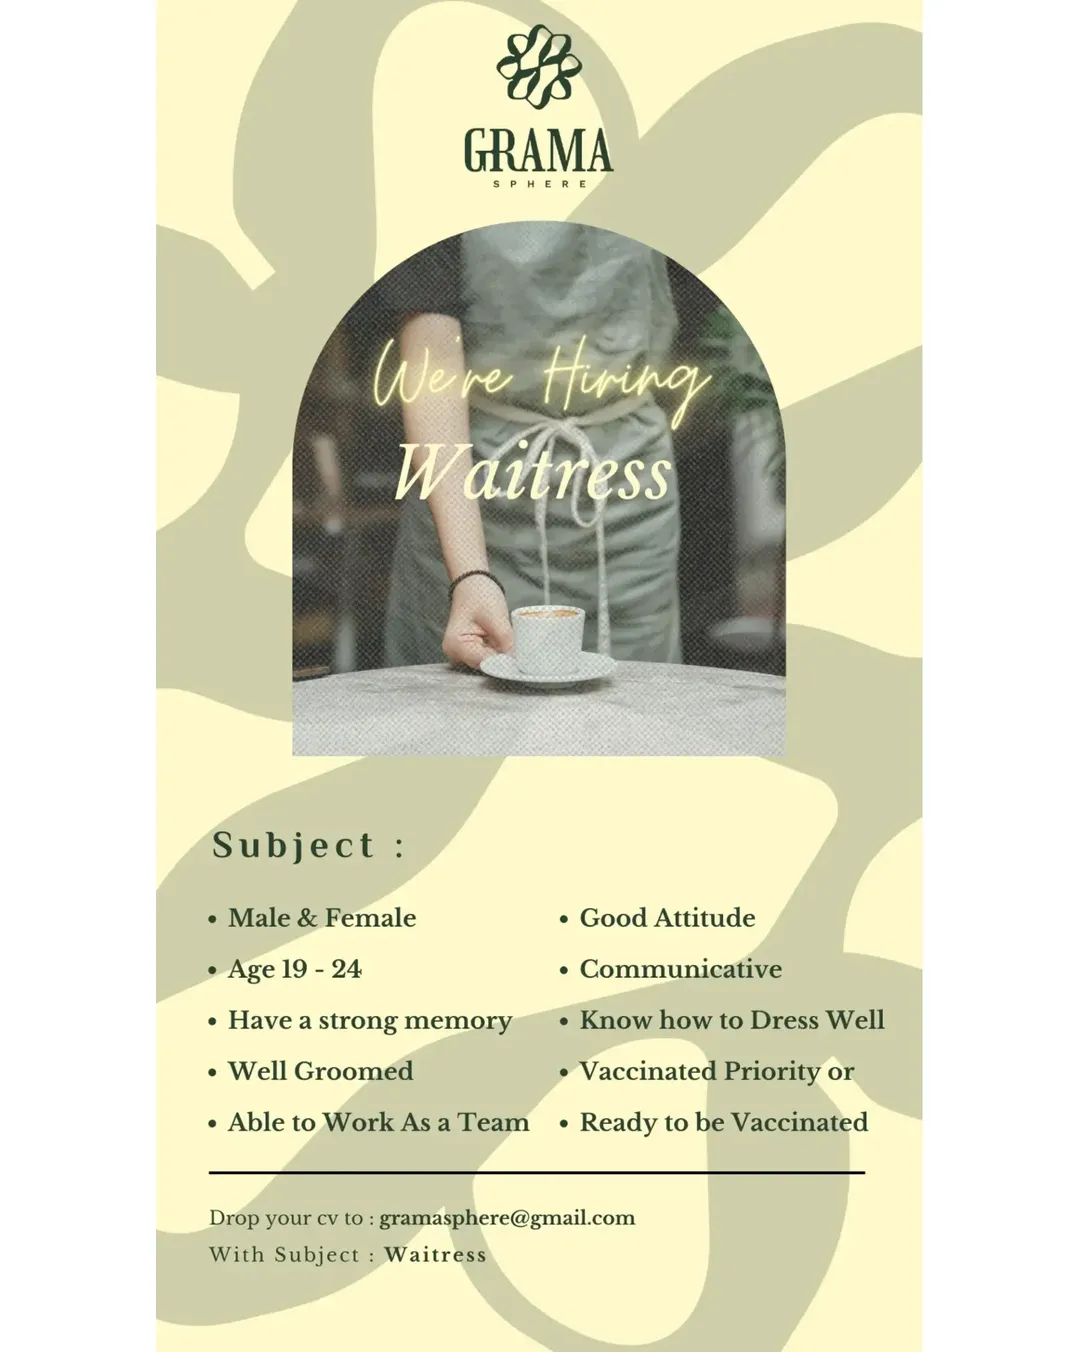 GRAMA
SPHERE
We're Hiring
Waitress
Subject :
• Male & Female
• Age 19 - 24
• Have a strong memory
• Well Groomed
• Able to Work As a Team
• Good Attitude
• Communicative
• Know how to Dress Well
• Vaccinated Priority or
• Ready to be Vaccinated
Drop your cv to : gramasphere@gmail.com
With Subject : Waitress